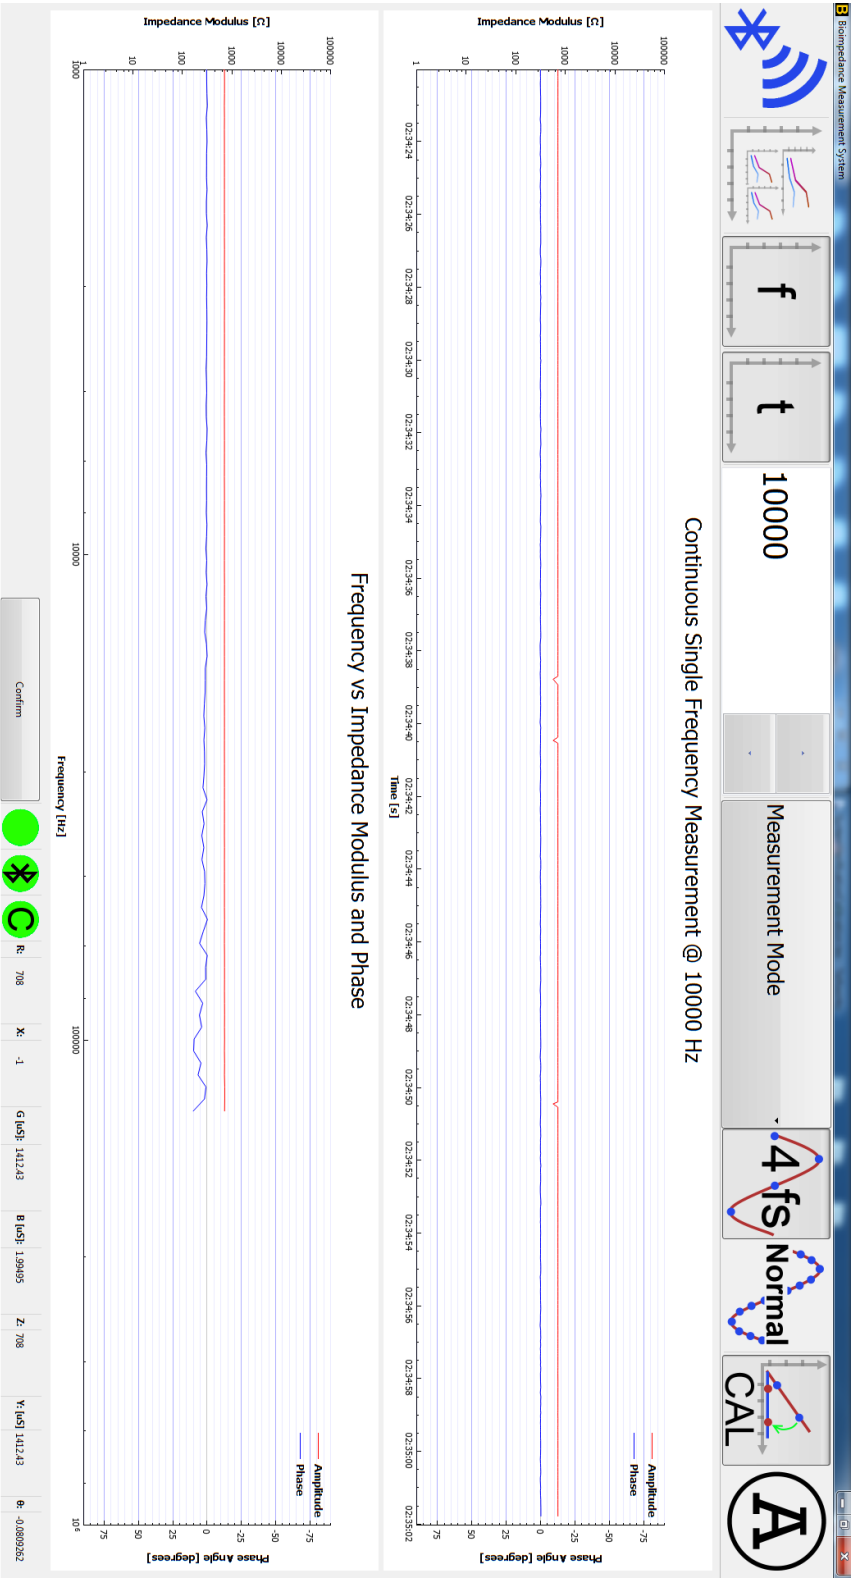 Bioimpedance Measurement System
f
t
10000
Measurement Mode
4 fs
Normal
CAL
A
Continuous Single Frequency Measurement @ 10000 Hz
Impedance Modulus [Ω]
100000
10000
1000
100
10
1
Amplitude
Phase
-75
-50
-25
0
25
50
75
Phase Angle [degrees]
02:34:24
02:34:26
02:34:28
02:34:30
02:34:32
02:34:34
02:34:36
02:34:38
02:34:40
02:34:42
02:34:44
02:34:46
02:34:48
02:34:50
02:34:52
02:34:54
02:34:56
02:34:58
02:35:00
02:35:02
Time [s]
Frequency vs Impedance Modulus and Phase
Impedance Modulus [Ω]
100000
10000
1000
100
10
1
Amplitude
Phase
-75
-50
-25
0
25
50
75
Phase Angle [degrees]
1000
10000
100000
10⁶
Frequency [Hz]
Confirm
C
R: 708
X: -1
G [uS]: 1412.43
B [uS]: 1.99495
Z: 708
Y: [uS] 1412.43
θ: -0.0809262